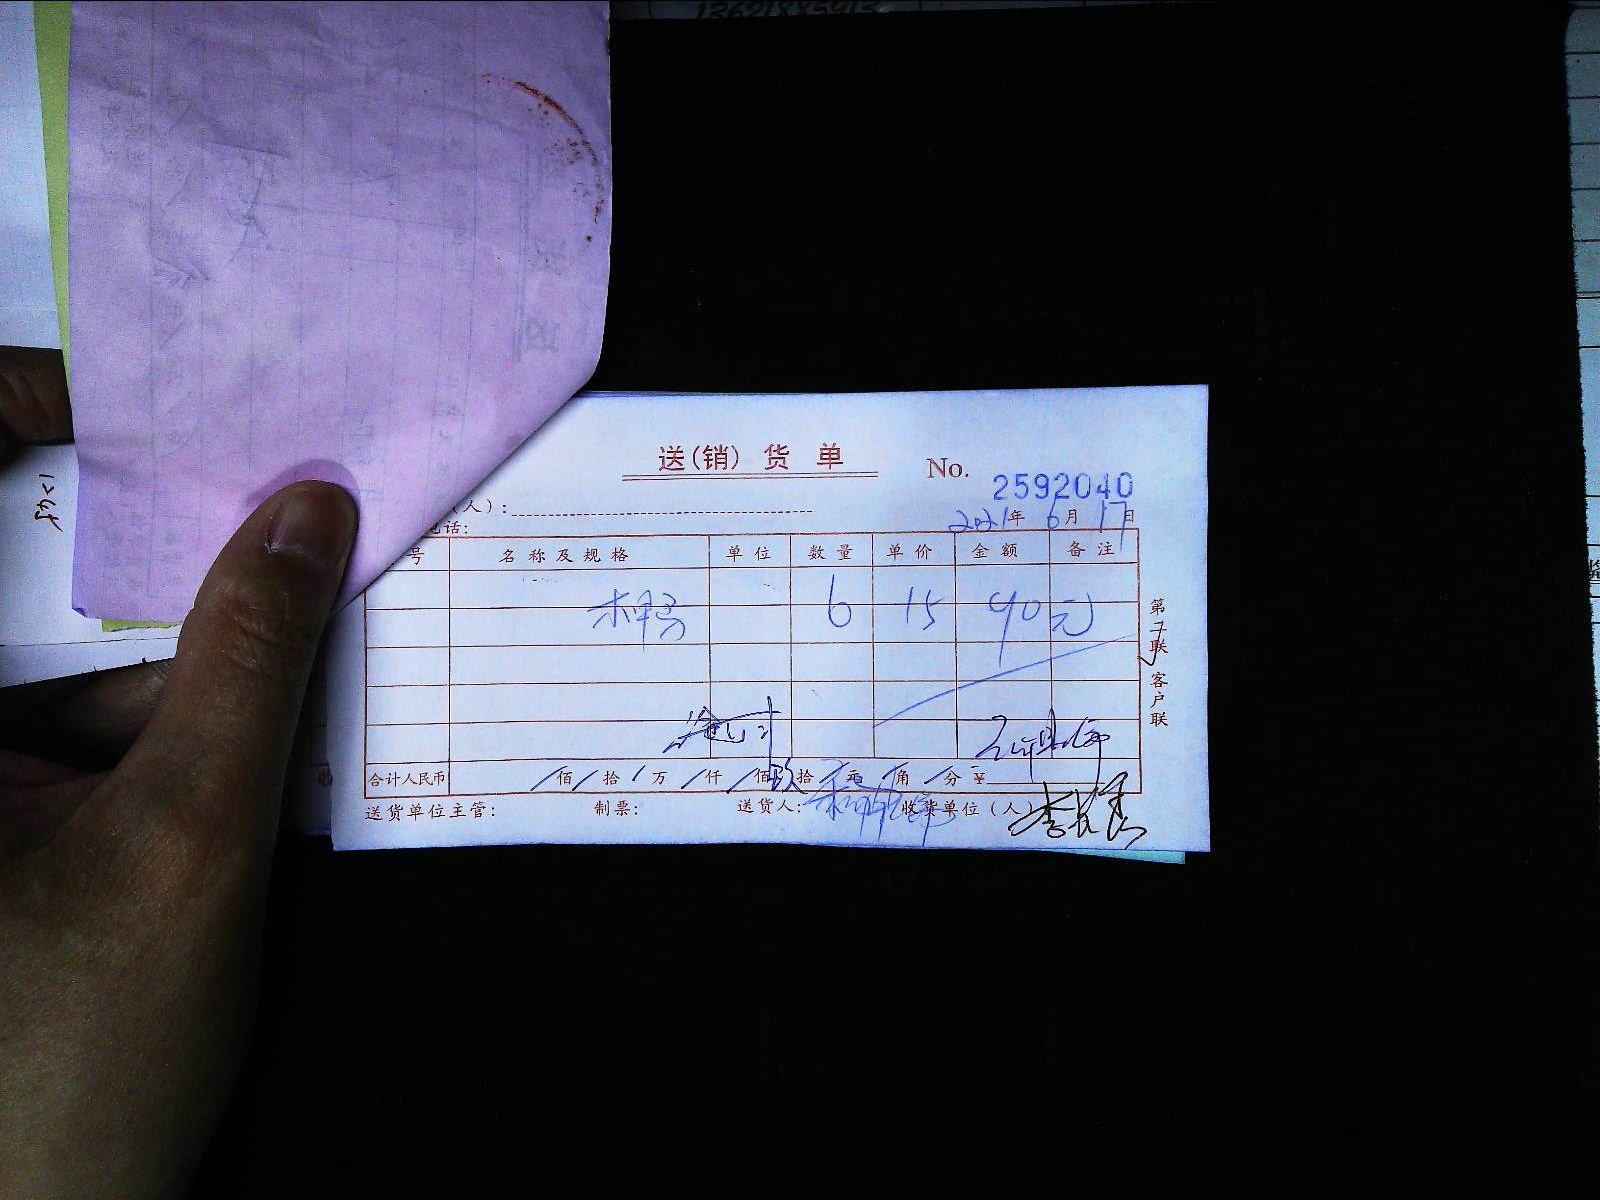 13621885913
送(销) 货 单
No. 2592040
(人):
电话:
2021年 6月 17日
号 名称及规格 单位 数量 单价 金额 备注
6 15 90元
第二联 客户联
合计人民币 / 佰 / 拾 / 万 / 仟 / 佰 玖 拾 / 元 / 角 / 分 ¥
送货单位主管: 制票: 送货人: 收货单位(人)